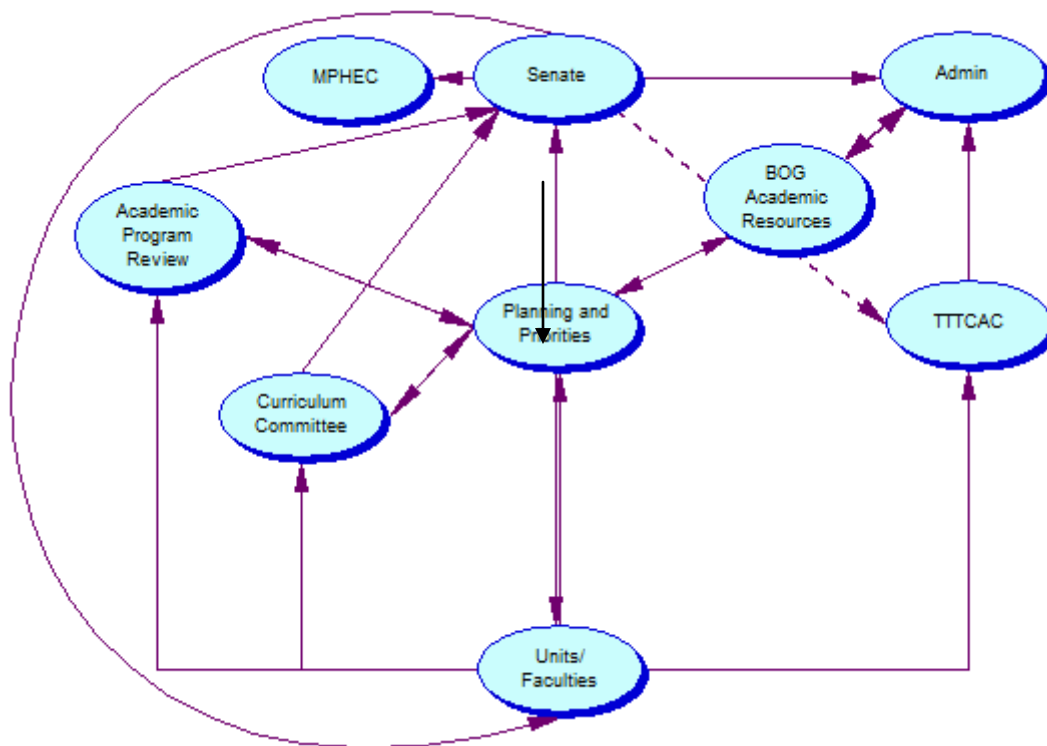 MPHEC
Senate
Admin
BOG
Academic
Resources
Academic
Program
Review
Planning and
Priorities
TTTCAC
Curriculum
Committee
Units/
Faculties